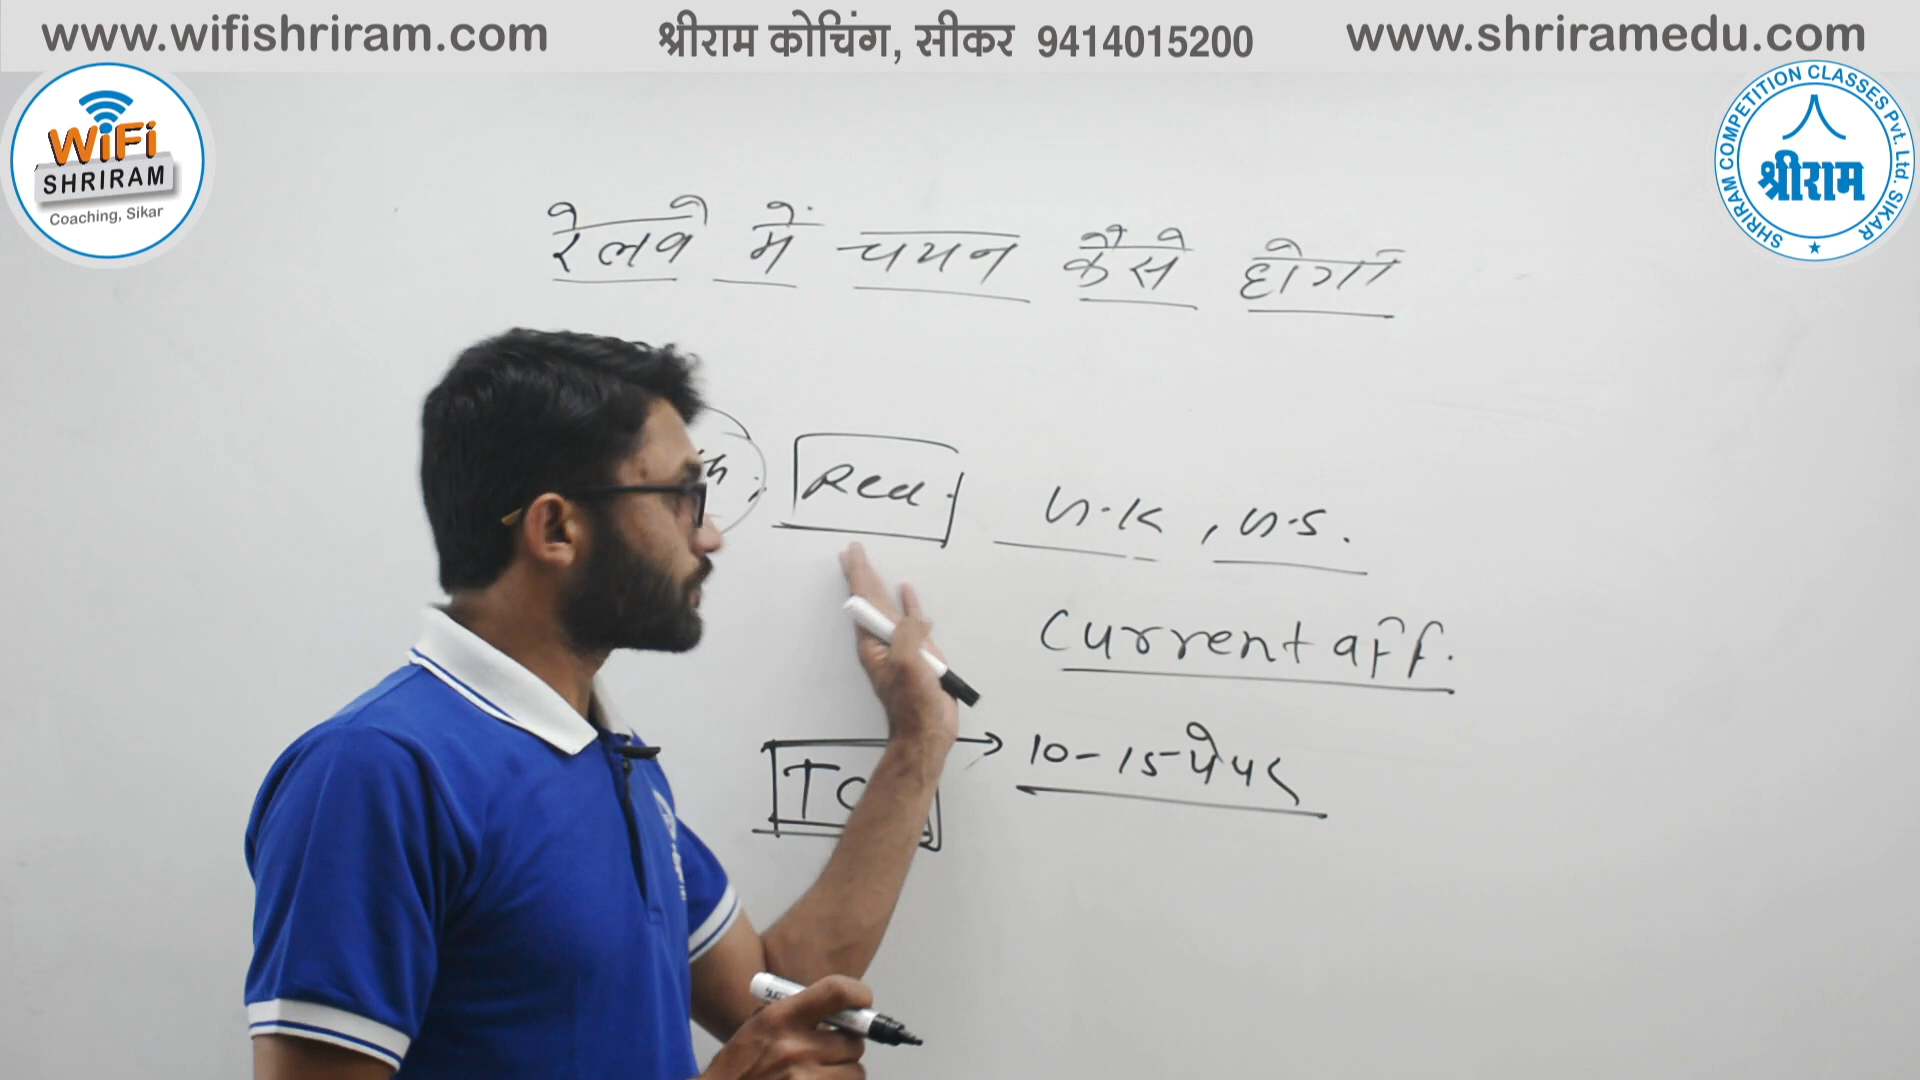 www.wifishriram.com श्रीराम कोचिंग, सीकर 9414015200 www.shriramedu.com
WiFi
SHRIRAM
Coaching, Sikar
SHRIRAM COMPETITION CLASSES Pvt. Ltd. SIKAR
श्रीराम
रेलवे में चयन कैसे होगा
Rea. G.K, G.S.
Current aff.
10-15 पेपर